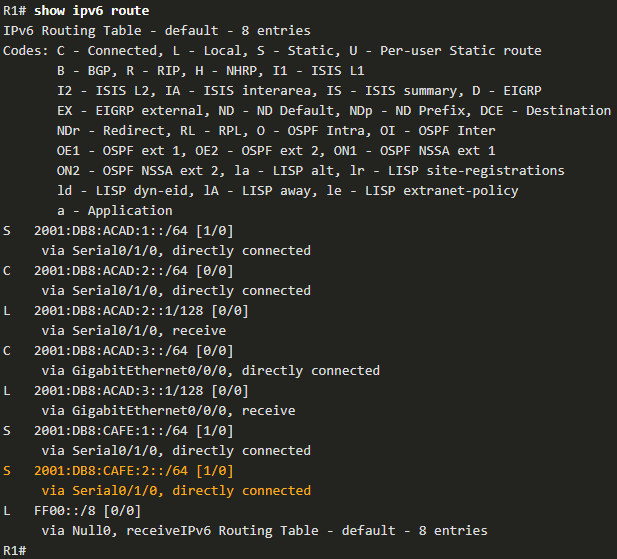 R1# show ipv6 route
IPv6 Routing Table - default - 8 entries
Codes: C - Connected, L - Local, S - Static, U - Per-user Static route
       B - BGP, R - RIP, H - NHRP, I1 - ISIS L1
       I2 - ISIS L2, IA - ISIS interarea, IS - ISIS summary, D - EIGRP
       EX - EIGRP external, ND - ND Default, NDp - ND Prefix, DCE - Destination
       NDr - Redirect, RL - RPL, O - OSPF Intra, OI - OSPF Inter
       OE1 - OSPF ext 1, OE2 - OSPF ext 2, ON1 - OSPF NSSA ext 1
       ON2 - OSPF NSSA ext 2, la - LISP alt, lr - LISP site-registrations
       ld - LISP dyn-eid, lA - LISP away, le - LISP extranet-policy
       a - Application
S   2001:DB8:ACAD:1::/64 [1/0]
     via Serial0/1/0, directly connected
C   2001:DB8:ACAD:2::/64 [0/0]
     via Serial0/1/0, directly connected
L   2001:DB8:ACAD:2::1/128 [0/0]
     via Serial0/1/0, receive
C   2001:DB8:ACAD:3::/64 [0/0]
     via GigabitEthernet0/0/0, directly connected
L   2001:DB8:ACAD:3::1/128 [0/0]
     via GigabitEthernet0/0/0, receive
S   2001:DB8:CAFE:1::/64 [1/0]
     via Serial0/1/0, directly connected
S   2001:DB8:CAFE:2::/64 [1/0]
     via Serial0/1/0, directly connected
L   FF00::/8 [0/0]
     via Null0, receiveIPv6 Routing Table - default - 8 entries
R1#